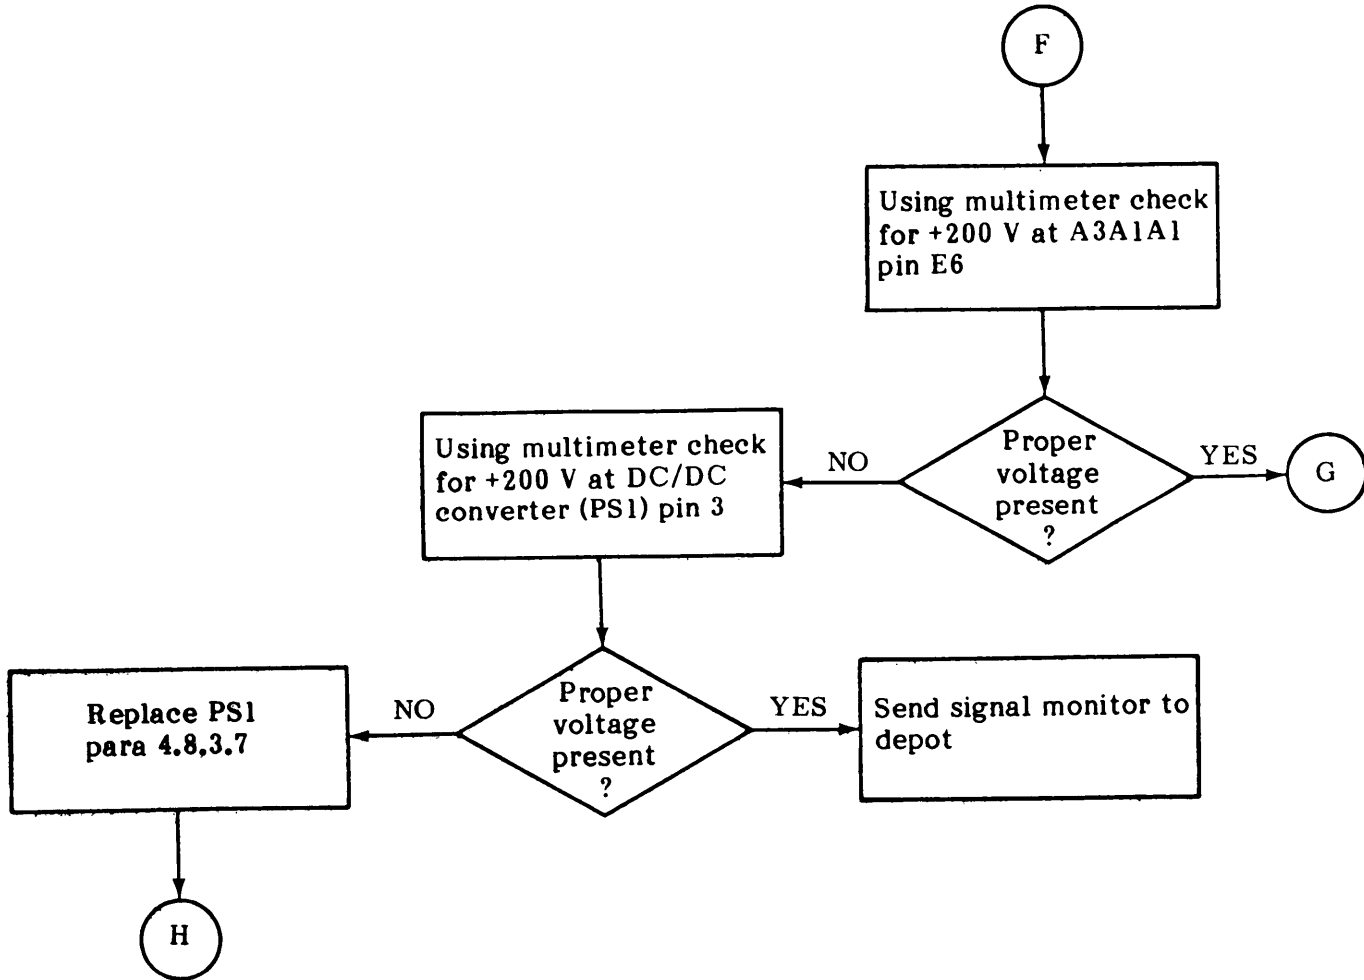 F
Using multimeter check
for +200 V at A3A1A1
pin E6
Proper
voltage
present
?
YES
G
NO
Using multimeter check
for +200 V at DC/DC
converter (PS1) pin 3
Proper
voltage
present
?
YES
Send signal monitor to
depot
NO
Replace PS1
para 4.8,3.7
H